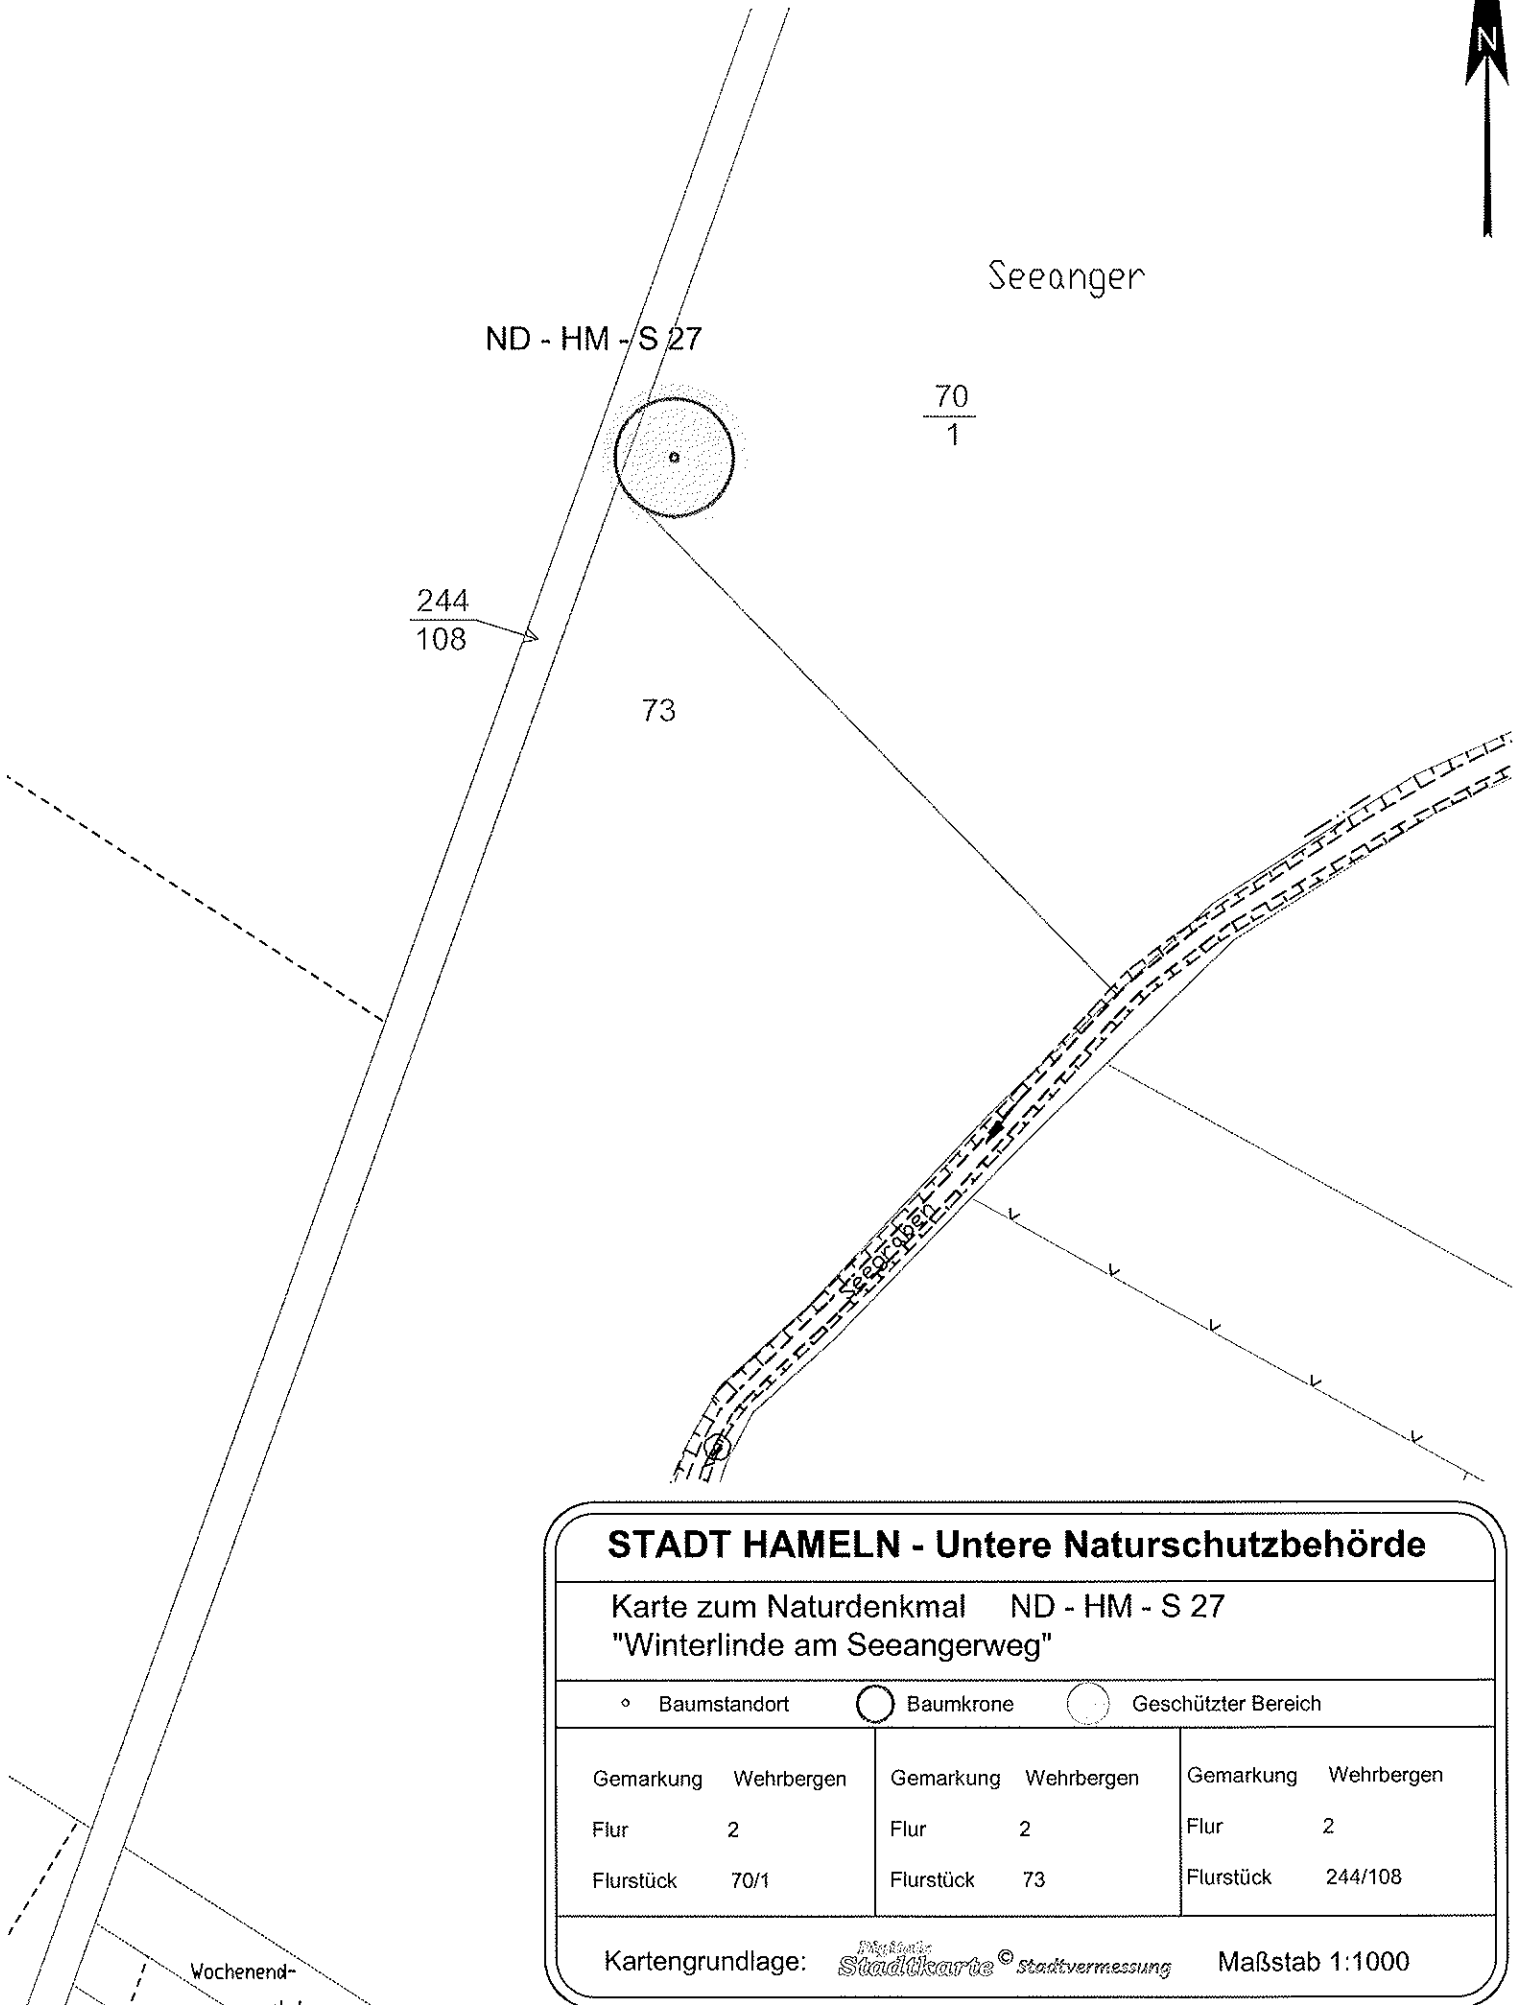 N
Seeanger
ND - HM - S 27
70
1
244
108
73
Seegraben
STADT HAMELN - Untere Naturschutzbehörde
Karte zum Naturdenkmal ND - HM - S 27
"Winterlinde am Seeangerweg"
Baumstandort Baumkrone Geschützter Bereich
Gemarkung Wehrbergen Gemarkung Wehrbergen Gemarkung Wehrbergen
Flur 2 Flur 2 Flur 2
Flurstück 70/1 Flurstück 73 Flurstück 244/108
Kartengrundlage: Digitale Stadtkarte © Stadtvermessung Maßstab 1:1000
Wochenend-